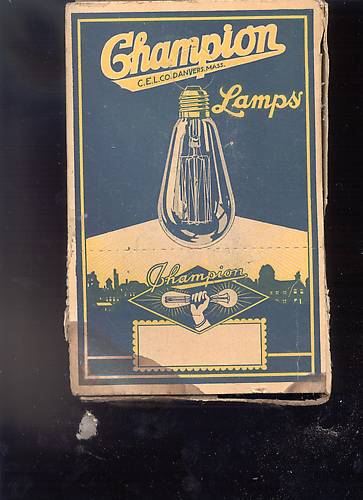 Champion
C.E.L.CO. DANVERS. MASS.
Lamps
Champion